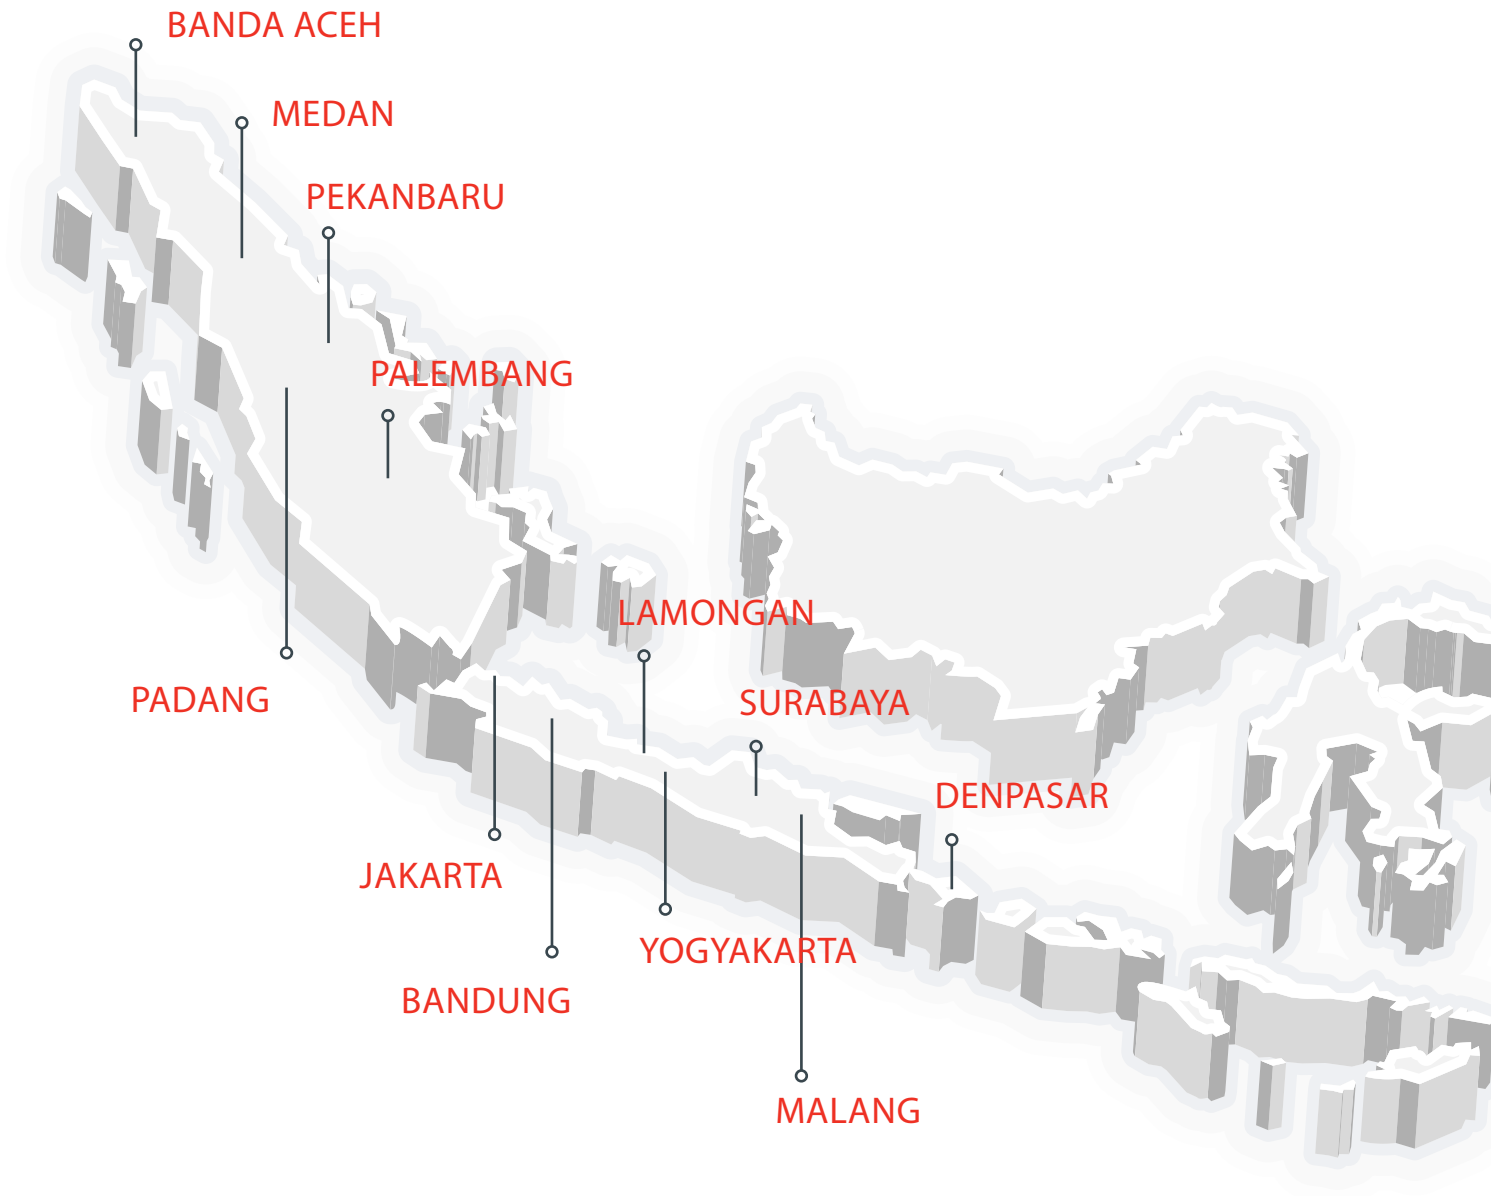 BANDA ACEH
MEDAN
PEKANBARU
PALEMBANG
LAMONGAN
PADANG
SURABAYA
DENPASAR
JAKARTA
YOGYAKARTA
BANDUNG
MALANG